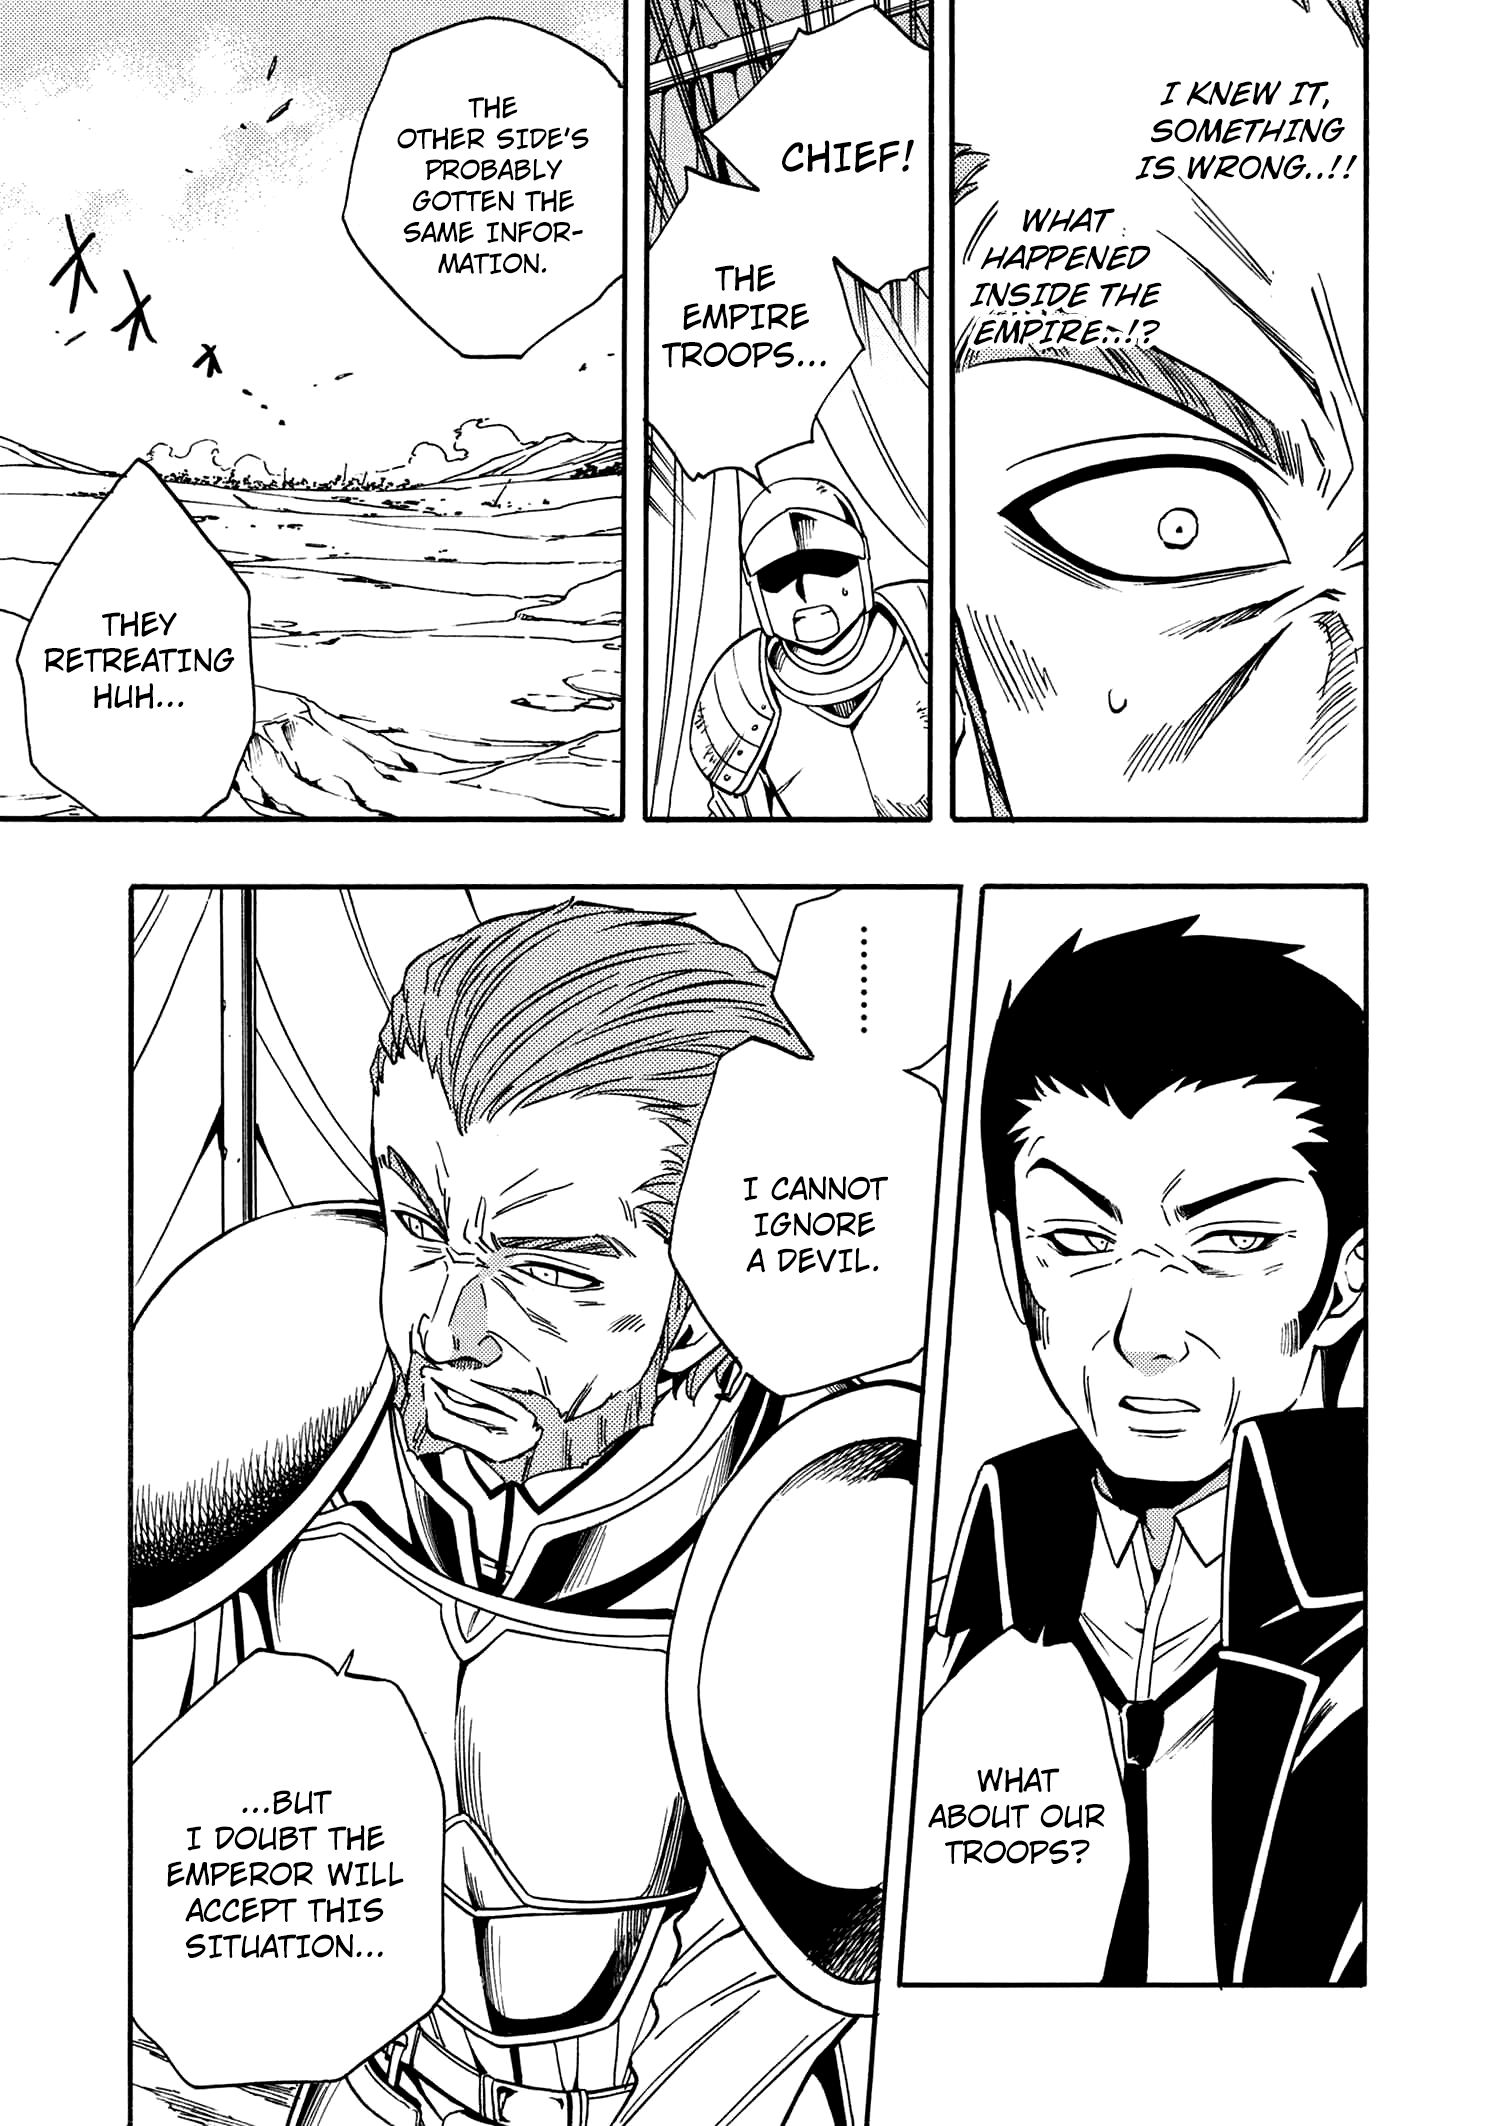 I KNEW IT,
SOMETHING
IS WRONG..!!
WHAT
HAPPENED
INSIDE THE
EMPIRE..!?
CHIEF!
THE
EMPIRE
TROOPS...
THE
OTHER SIDE'S
PROBABLY
GOTTEN THE
SAME INFOR-
MATION.
THEY
RETREATING
HUH...
WHAT
ABOUT OUR
TROOPS?
.........
I CANNOT
IGNORE
A DEVIL.
...BUT
I DOUBT THE
EMPEROR WILL
ACCEPT THIS
SITUATION...